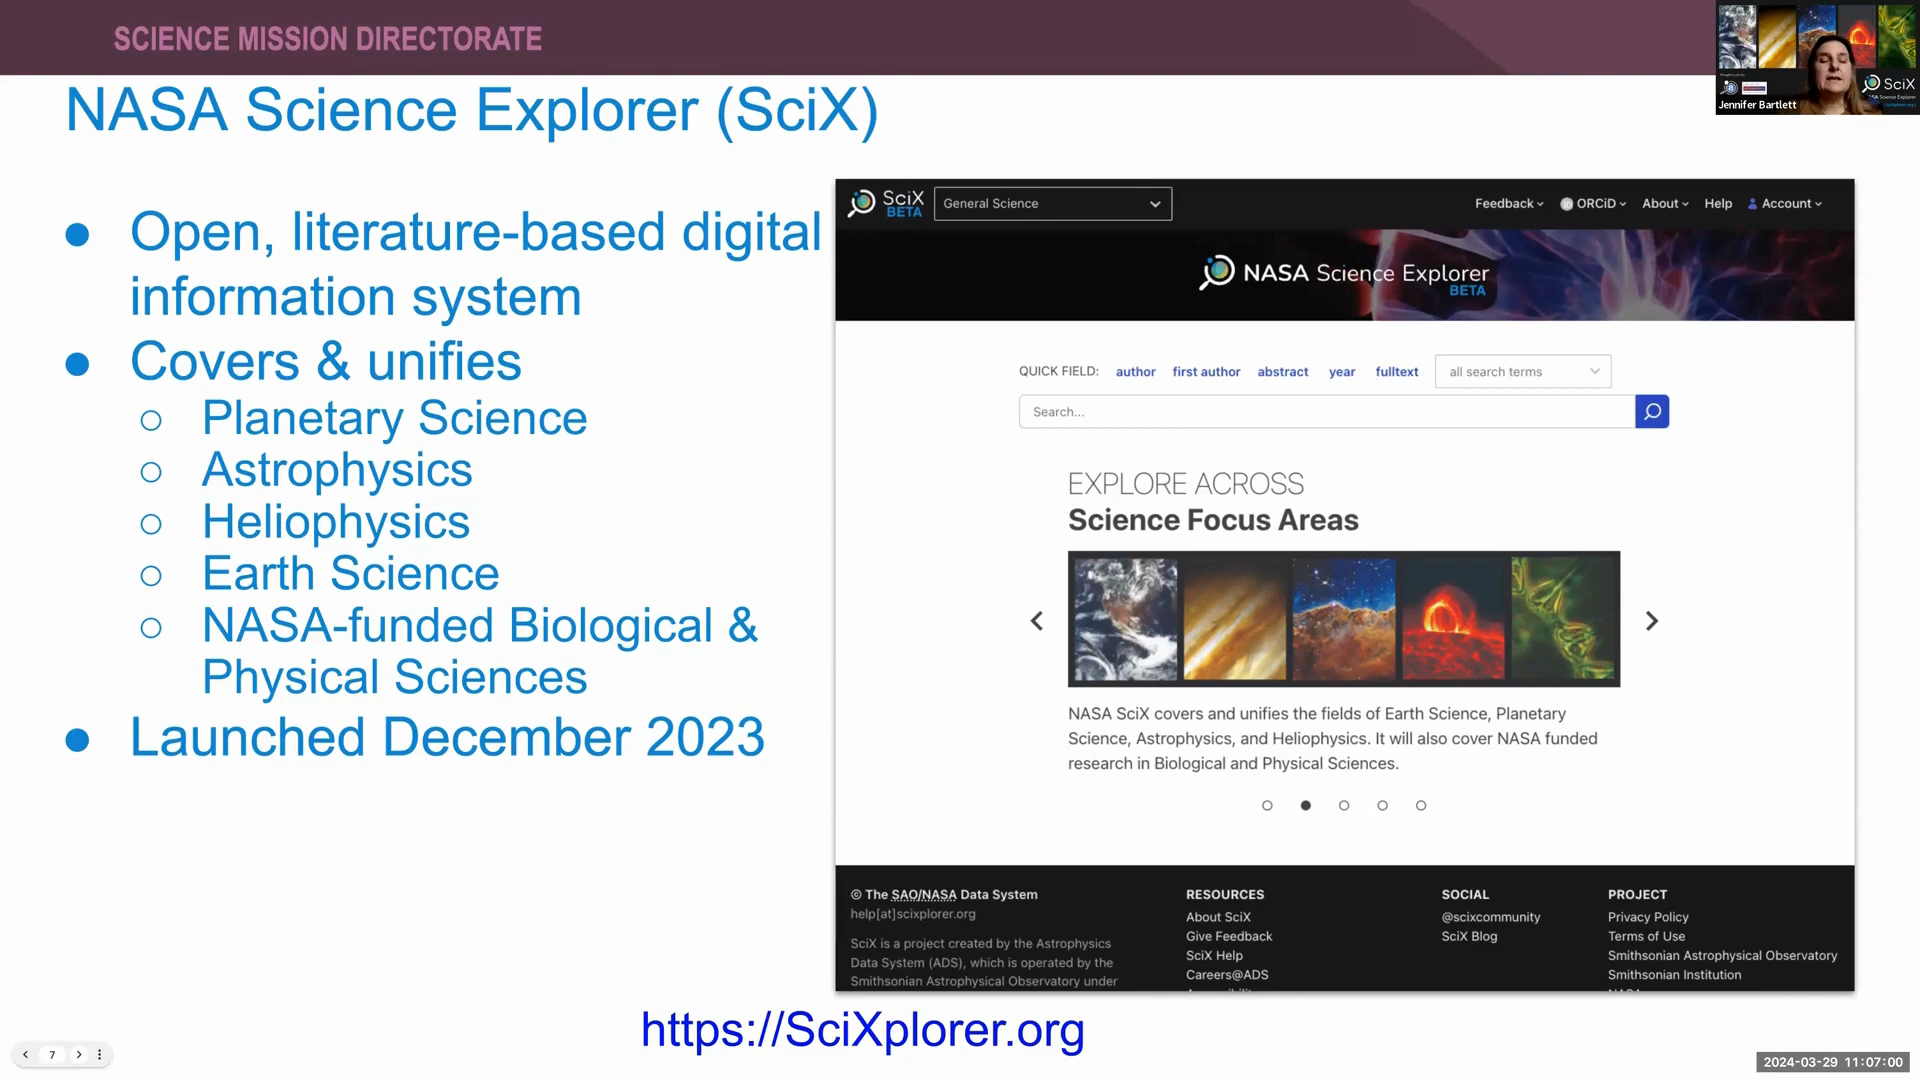 SCIENCE MISSION DIRECTORATE
NASA Science Explorer (SciX)
● Open, literature-based digital
information system
● Covers & unifies
○ Planetary Science
○ Astrophysics
○ Heliophysics
○ Earth Science
○ NASA-funded Biological &
Physical Sciences
● Launched December 2023
SciX
BETA
General Science
Feedback
ORCiD
About
Help
Account
NASA Science Explorer
BETA
QUICK FIELD: author first author abstract year fulltext all search terms
Search...
EXPLORE ACROSS
Science Focus Areas
NASA SciX covers and unifies the fields of Earth Science, Planetary
Science, Astrophysics, and Heliophysics. It will also cover NASA funded
research in Biological and Physical Sciences.
© The SAO/NASA Data System
help[at]scixplorer.org
SciX is a project created by the Astrophysics
Data System (ADS), which is operated by the
Smithsonian Astrophysical Observatory under
RESOURCES
About SciX
Give Feedback
SciX Help
Careers@ADS
SOCIAL
@scixcommunity
SciX Blog
PROJECT
Privacy Policy
Terms of Use
Smithsonian Astrophysical Observatory
Smithsonian Institution
https://SciXplorer.org
7
SciX
Jennifer Bartlett
2024-03-29 11:07:00